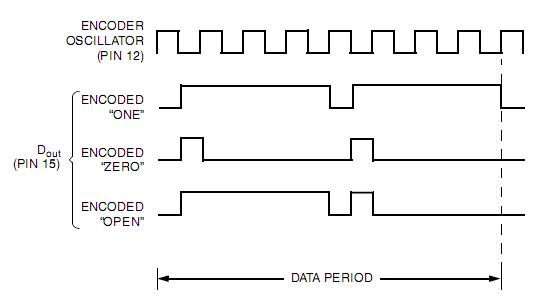 ENCODER
OSCILLATOR
(PIN 12)
ENCODED
“ONE”
Dout
(PIN 15)
ENCODED
“ZERO”
ENCODED
“OPEN”
DATA PERIOD